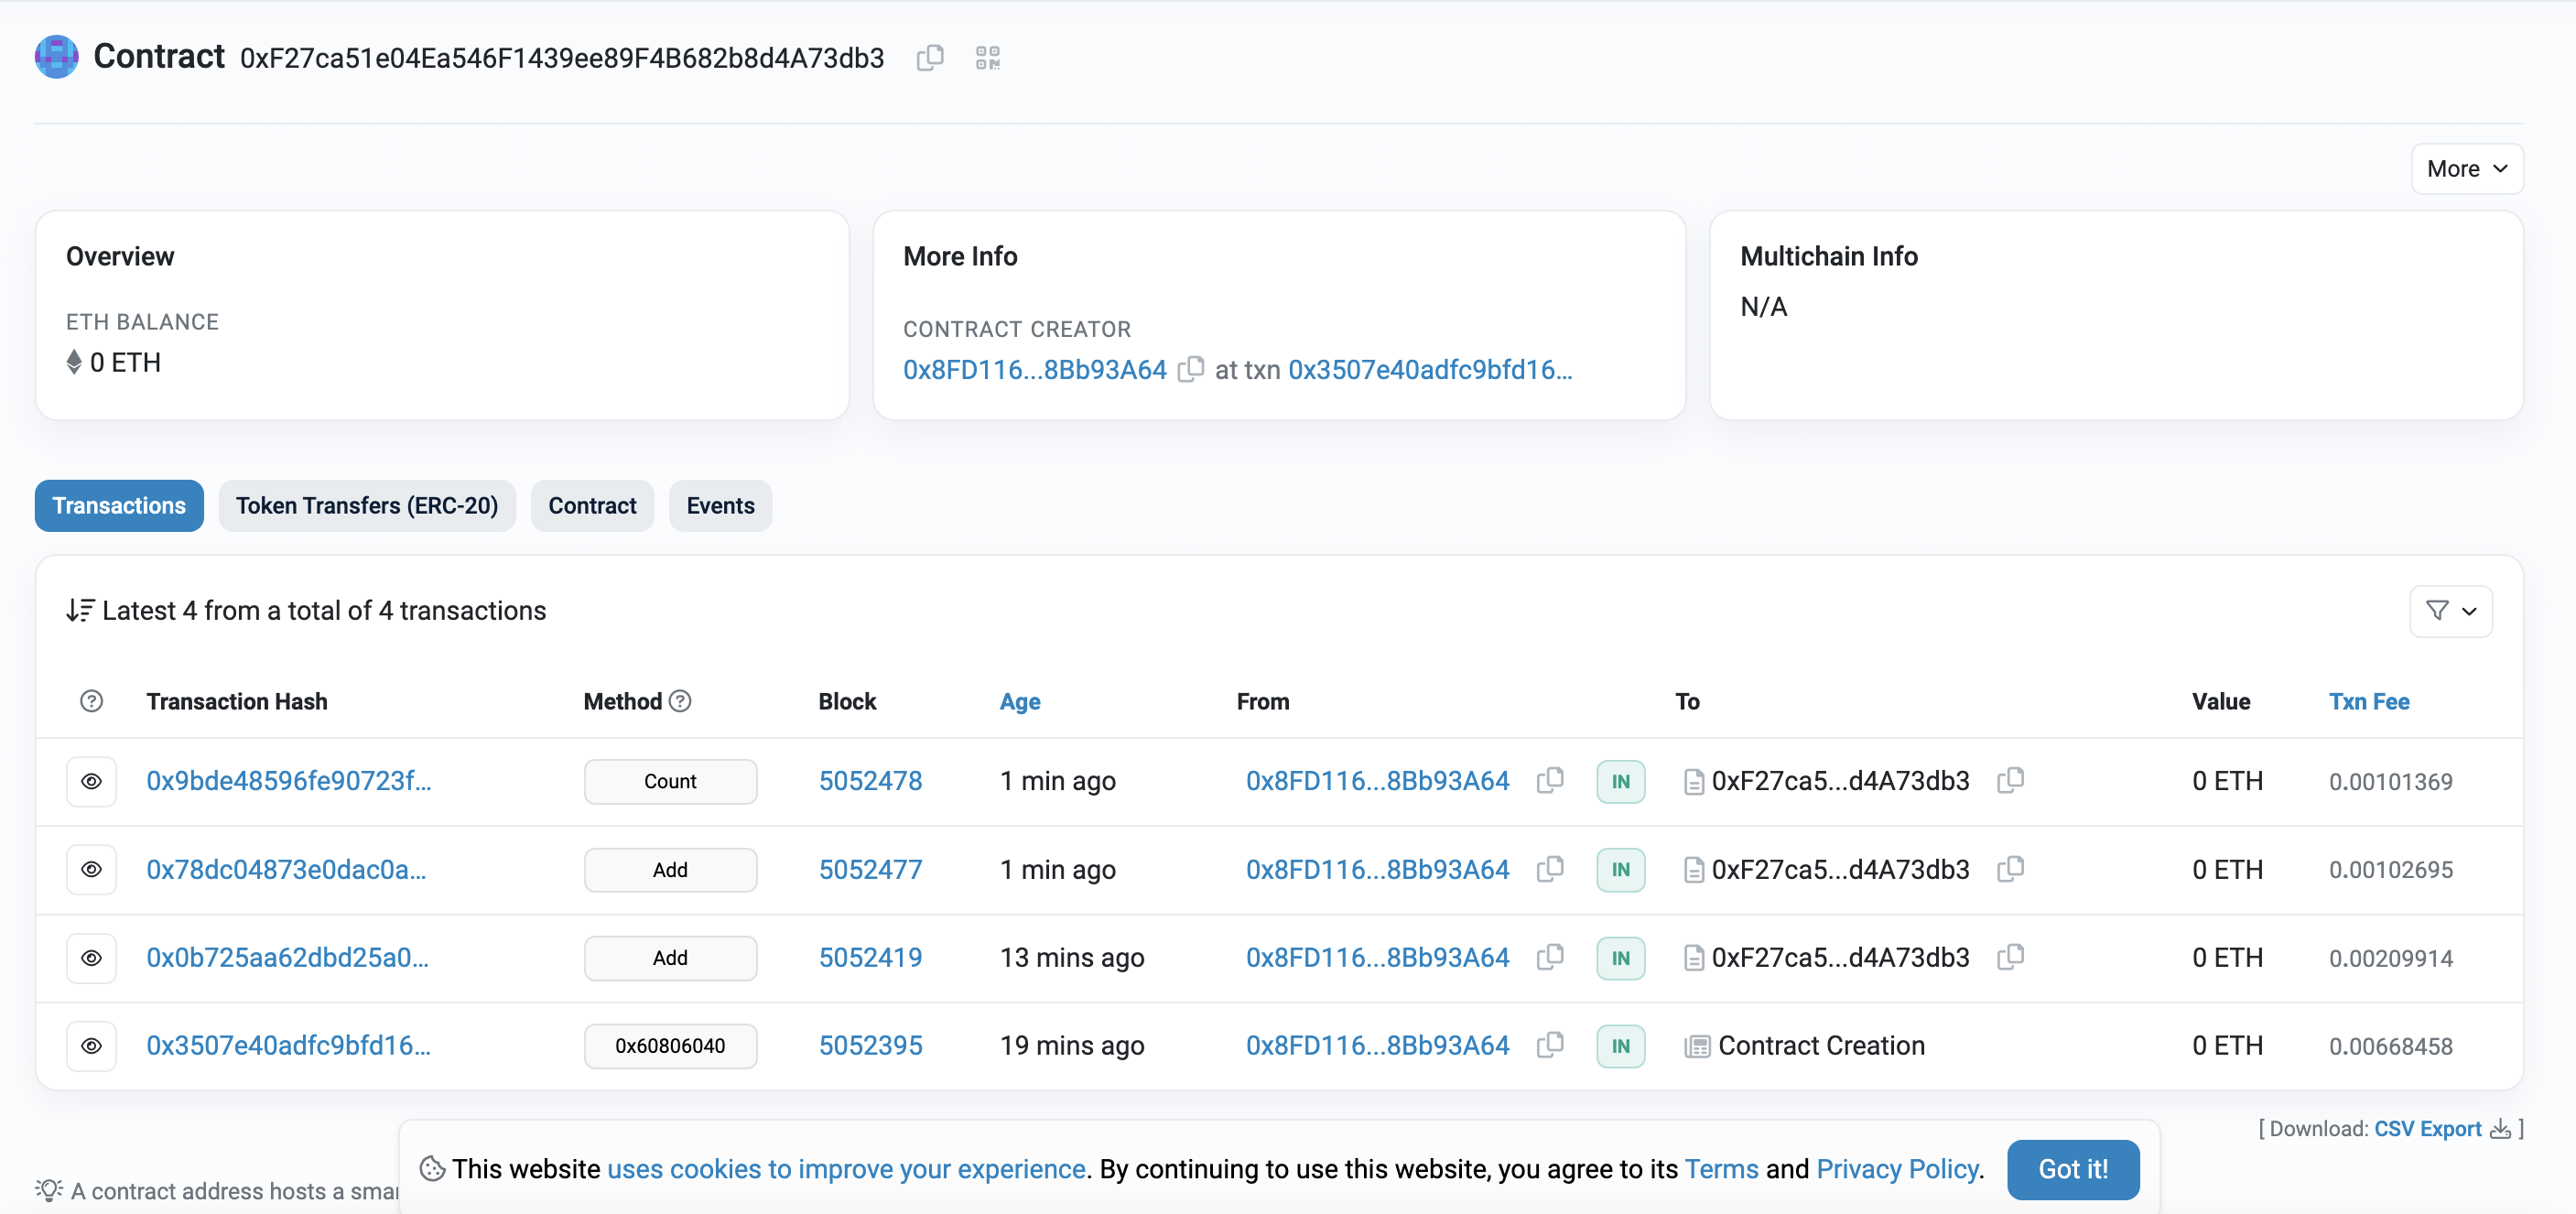 Contract 0xF27ca51e04Ea546F1439ee89F4B682b8d4A73db3
More
Overview
ETH BALANCE
0 ETH
More Info
CONTRACT CREATOR
0x8FD116...8Bb93A64 at txn 0x3507e40adfc9bfd16...
Multichain Info
N/A
Transactions Token Transfers (ERC-20) Contract Events
Latest 4 from a total of 4 transactions
Transaction Hash Method Block Age From To Value Txn Fee
0x9bde48596fe90723f... Count 5052478 1 min ago 0x8FD116...8Bb93A64 IN 0xF27ca5...d4A73db3 0 ETH 0.00101369
0x78dc04873e0dac0a... Add 5052477 1 min ago 0x8FD116...8Bb93A64 IN 0xF27ca5...d4A73db3 0 ETH 0.00102695
0x0b725aa62dbd25a0... Add 5052419 13 mins ago 0x8FD116...8Bb93A64 IN 0xF27ca5...d4A73db3 0 ETH 0.00209914
0x3507e40adfc9bfd16... 0x60806040 5052395 19 mins ago 0x8FD116...8Bb93A64 IN Contract Creation 0 ETH 0.00668458
[ Download: CSV Export ]
This website uses cookies to improve your experience. By continuing to use this website, you agree to its Terms and Privacy Policy. Got it!
A contract address hosts a